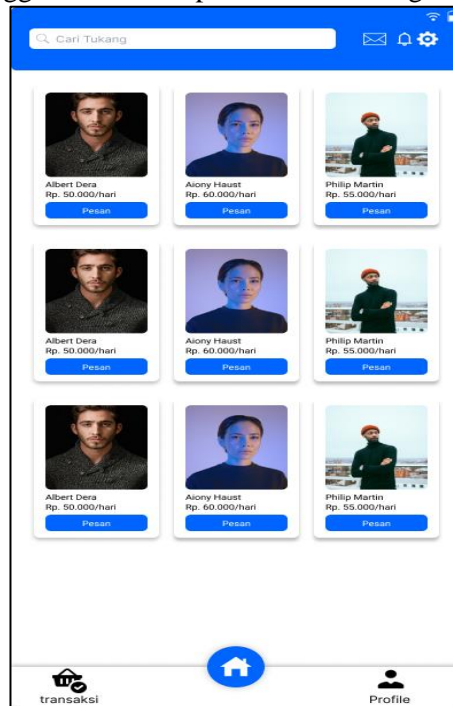 Cari Tukang
Albert Dera
Rp. 50.000/hari
Pesan
Aiony Haust
Rp. 60.000/hari
Pesan
Philip Martin
Rp. 55.000/hari
Pesan
Albert Dera
Rp. 50.000/hari
Pesan
Aiony Haust
Rp. 60.000/hari
Pesan
Philip Martin
Rp. 55.000/hari
Pesan
Albert Dera
Rp. 50.000/hari
Pesan
Aiony Haust
Rp. 60.000/hari
Pesan
Philip Martin
Rp. 55.000/hari
Pesan
transaksi
Profile